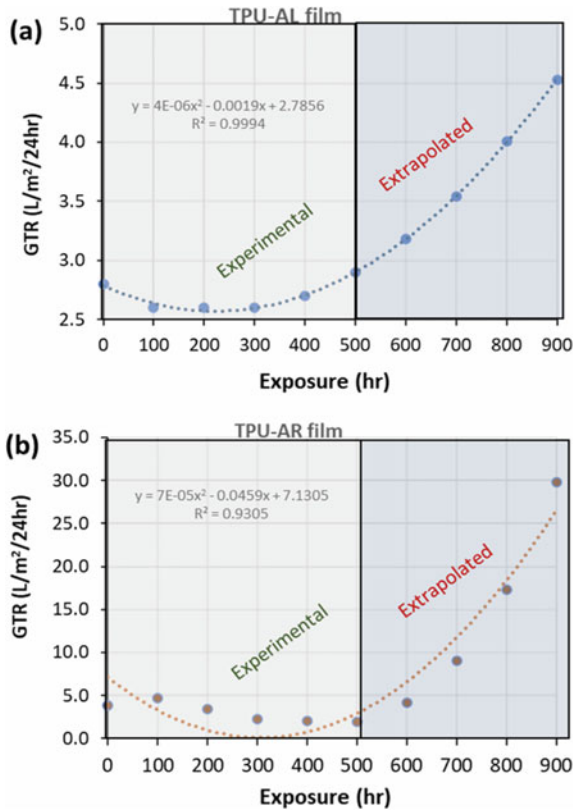 (a)
TPU-AL film
5.0
4.5
4.0
3.5
3.0
2.5
GTR (L/m²/24hr)
y = 4E-06x² - 0.0019x + 2.7856
R² = 0.9994
Experimental
Extrapolated
0 100 200 300 400 500 600 700 800 900
Exposure (hr)
(b)
TPU-AR film
35.0
30.0
25.0
20.0
15.0
10.0
5.0
0.0
GTR (L/m²/24hr)
y = 7E-05x² - 0.0459x + 7.1305
R² = 0.9305
Experimental
Extrapolated
0 100 200 300 400 500 600 700 800 900
Exposure (hr)